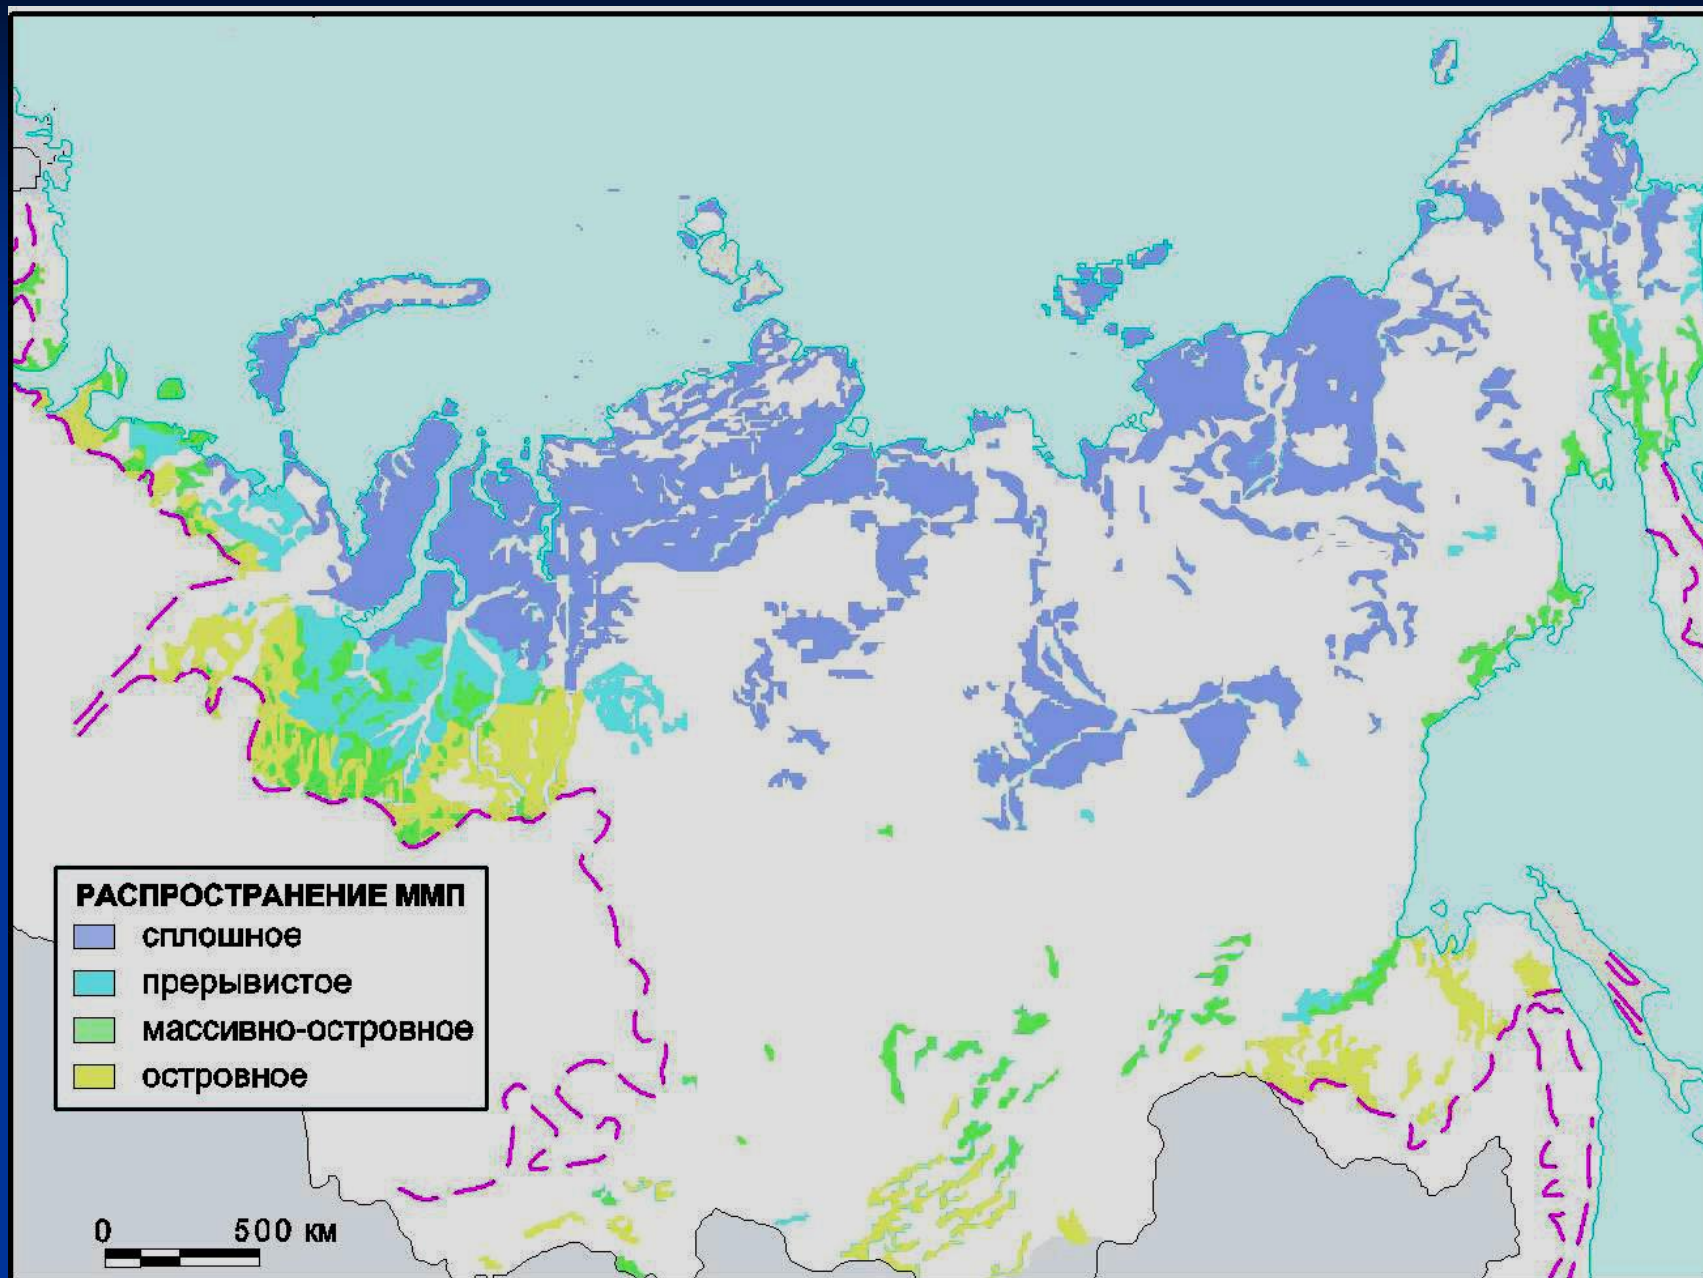 РАСПРОСТРАНЕНИЕ ММП
сплошное
прерывистое
массивно-островное
островное
0 500 км